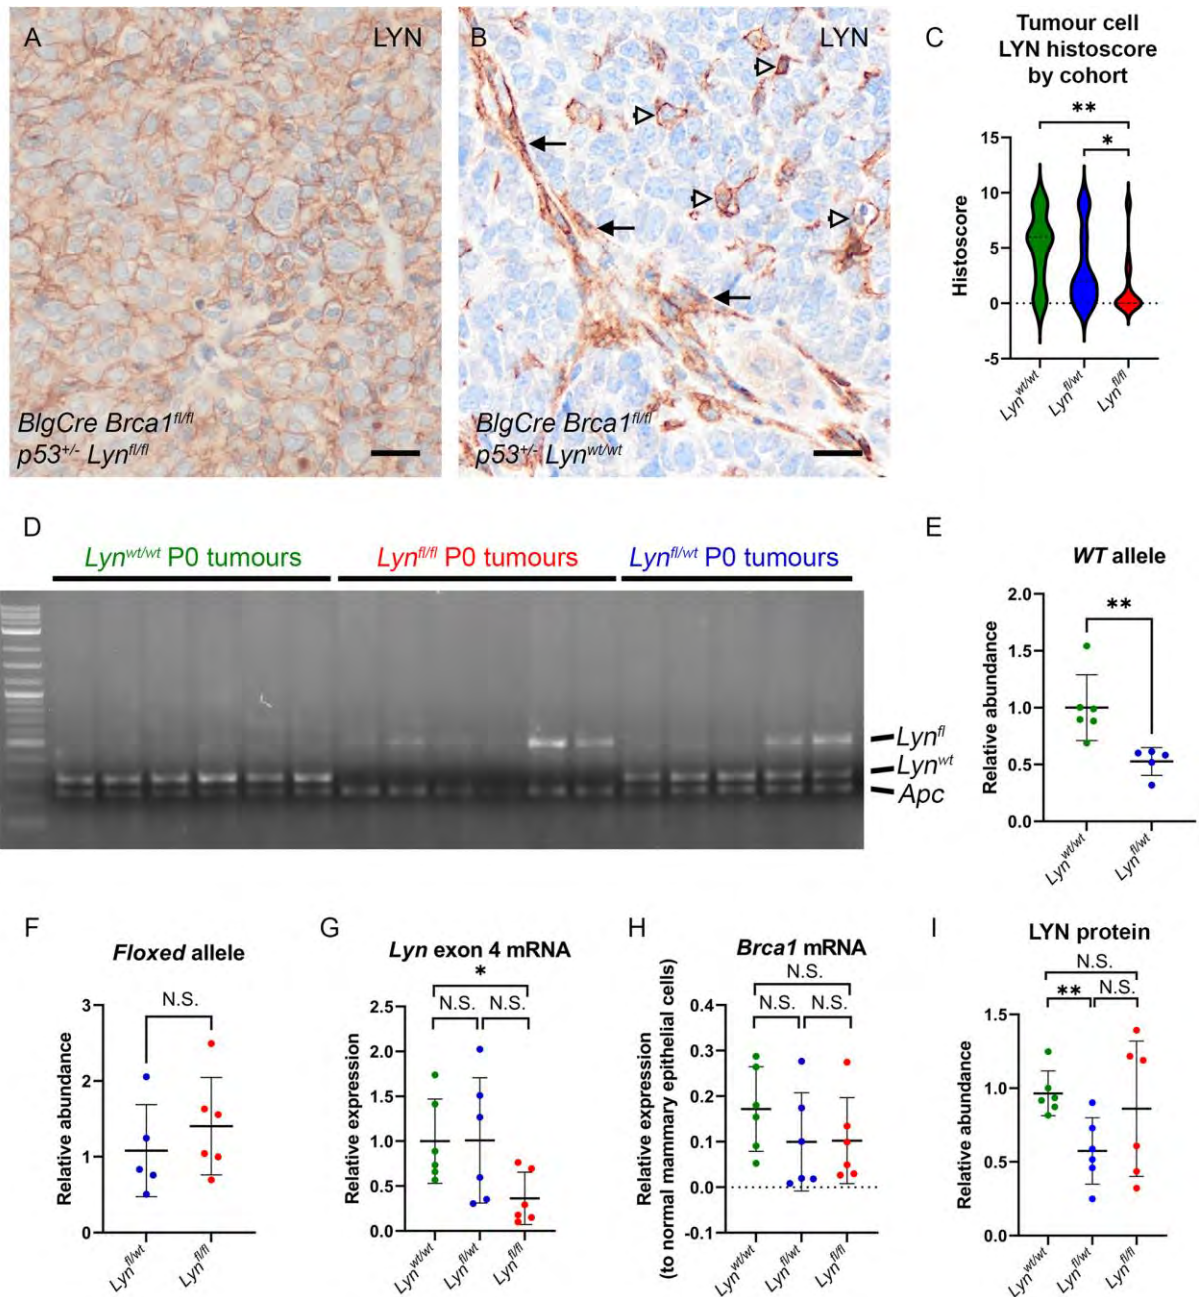 A
LYN
BlgCre Brca1fl/fl
p53+/- Lynfl/fl
B
LYN
BlgCre Brca1fl/fl
p53+/- Lynwt/wt
C
Tumour cell
LYN histoscore
by cohort
**
*
15
10
5
0
-5
Histoscore
Lynwt/wt
Lynfl/wt
Lynfl/fl
D
Lynwt/wt P0 tumours
Lynfl/fl P0 tumours
Lynfl/wt P0 tumours
Lynfl
Lynwt
Apc
E
WT allele
**
2.0
1.5
1.0
0.5
0.0
Relative abundance
Lynwt/wt
Lynfl/wt
F
Floxed allele
N.S.
3
2
1
0
Relative abundance
Lynfl/wt
Lynfl/fl
G
Lyn exon 4 mRNA
*
N.S.
N.S.
2.5
2.0
1.5
1.0
0.5
0.0
Relative expression
Lynwt/wt
Lynfl/wt
Lynfl/fl
H
Brca1 mRNA
N.S.
N.S.
N.S.
0.4
0.3
0.2
0.1
0.0
-0.1
Relative expression
(to normal mammary epithelial cells)
Lynwt/wt
Lynfl/wt
Lynfl/fl
I
LYN protein
N.S.
**
N.S.
1.5
1.0
0.5
0.0
Relative abundance
Lynwt/wt
Lynfl/wt
Lynfl/fl